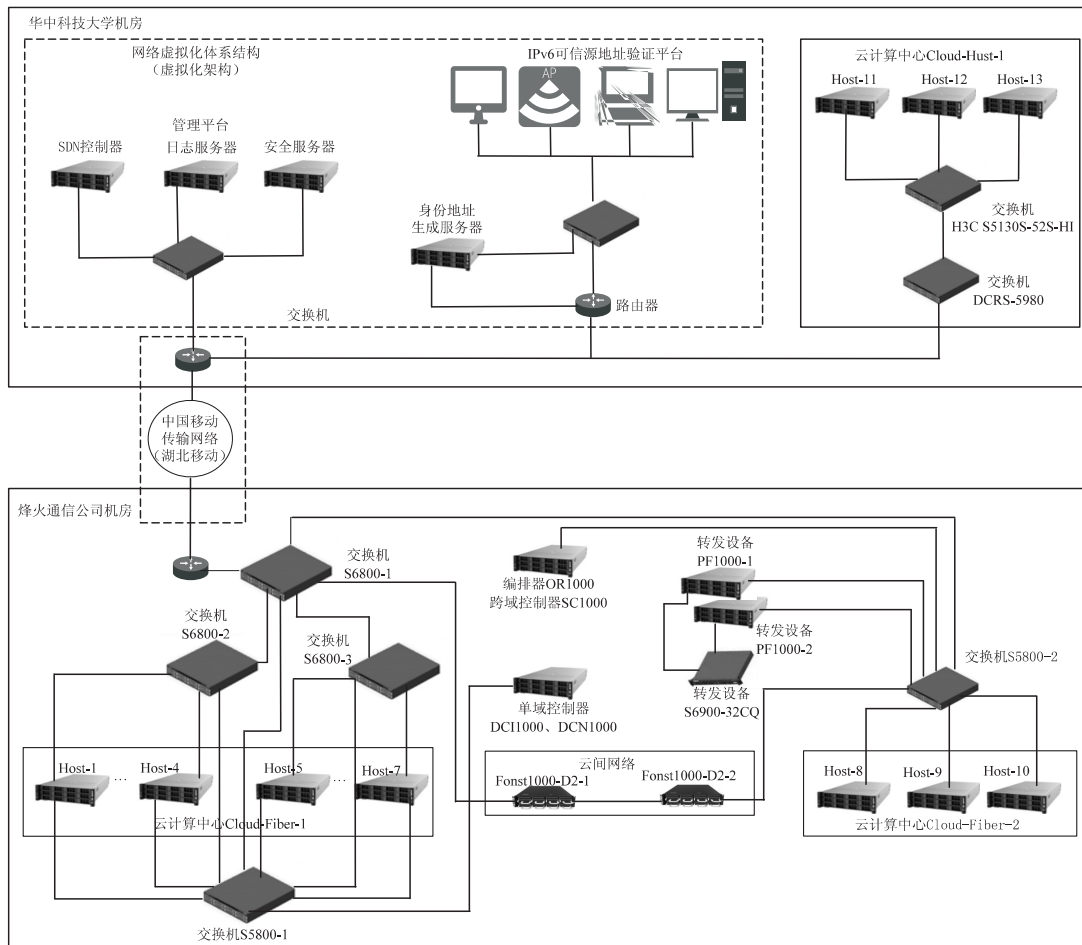 华中科技大学机房
网络虚拟化体系结构
（虚拟化架构）
管理平台
SDN控制器
日志服务器
安全服务器
交换机
IPv6可信源地址验证平台
AP
身份地址
生成服务器
路由器
云计算中心Cloud-Hust-1
Host-11
Host-12
Host-13
交换机
H3C S5130S-52S-HI
交换机
DCRS-5980
中国移动
传输网络
（湖北移动）
烽火通信公司机房
交换机
S6800-1
交换机
S6800-2
交换机
S6800-3
编排器OR1000
跨域控制器SC1000
转发设备
PF1000-1
转发设备
PF1000-2
转发设备
S6900-32CQ
交换机S5800-2
单域控制器
DCI1000、DCN1000
Host-1
…
Host-4
Host-5
…
Host-7
云计算中心Cloud-Fiber-1
云间网络
Fonst1000-D2-1
Fonst1000-D2-2
Host-8
Host-9
Host-10
云计算中心Cloud-Fiber-2
交换机S5800-1